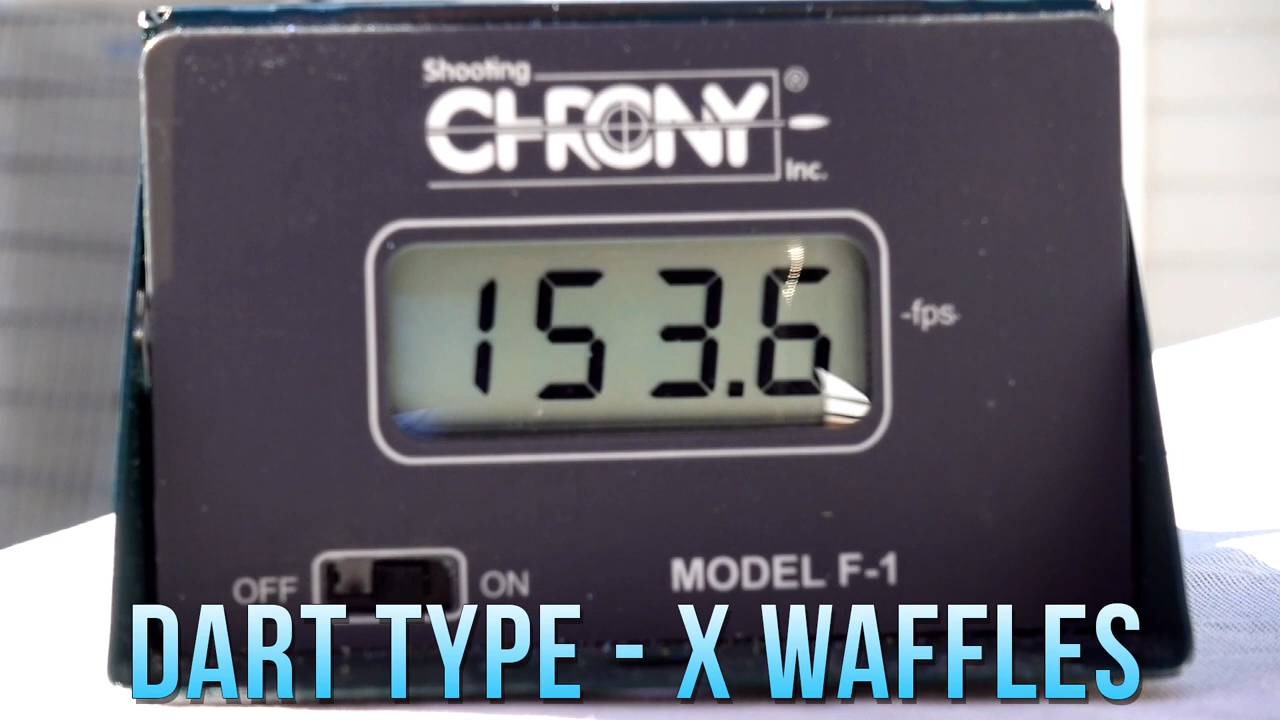 Shooting
CHRONY ®
Inc.
153.6
-fps-
OFF ON
MODEL F-1
DART TYPE - X WAFFLES